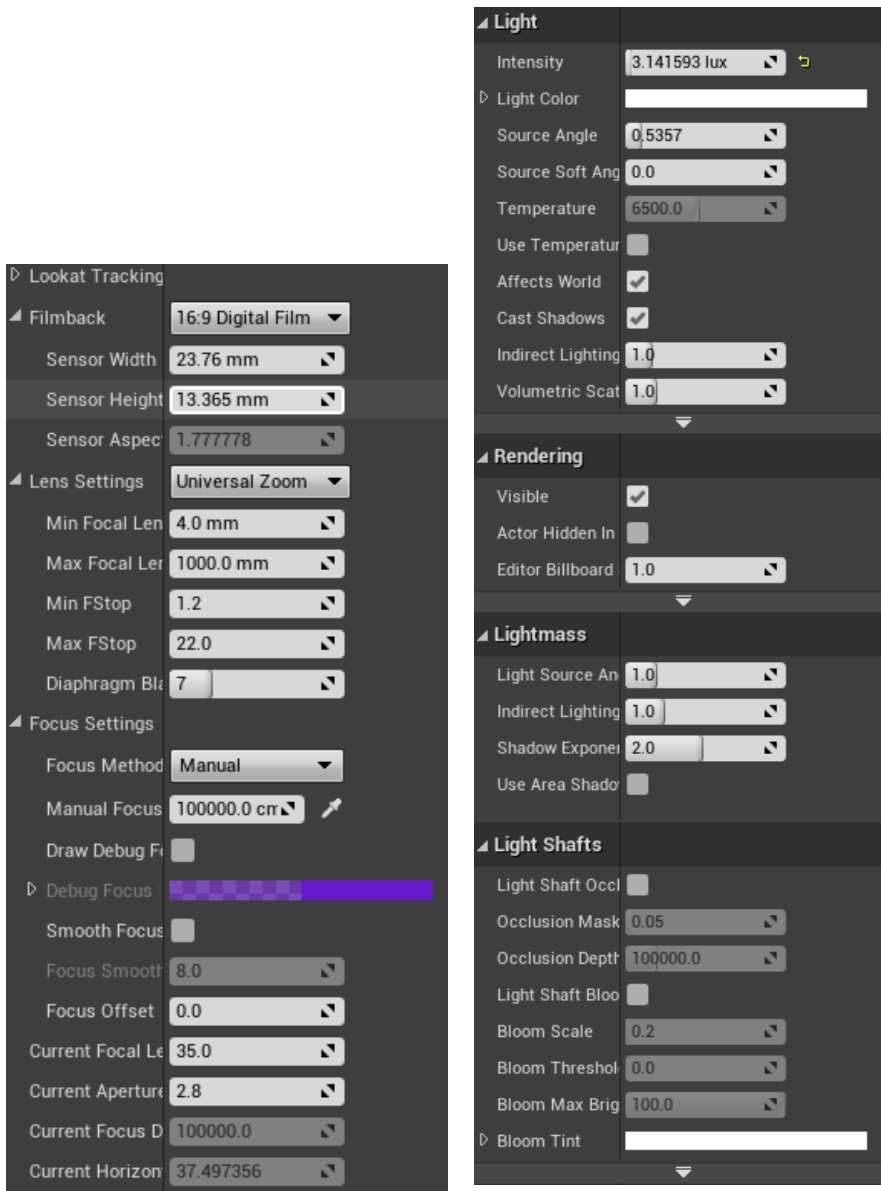 Lookat Tracking
Filmback 16:9 Digital Film
Sensor Width 23.76 mm
Sensor Height 13.365 mm
Sensor Aspec 1.777778
Lens Settings Universal Zoom
Min Focal Len 4.0 mm
Max Focal Ler 1000.0 mm
Min FStop 1.2
Max FStop 22.0
Diaphragm Bla 7
Focus Settings
Focus Method Manual
Manual Focus 100000.0 cm
Draw Debug Fo
Debug Focus
Smooth Focus
Focus Smooth 8.0
Focus Offset 0.0
Current Focal Le 35.0
Current Aperture 2.8
Current Focus D 100000.0
Current Horizon 37.497356
Light
Intensity 3.141593 lux
Light Color
Source Angle 0.5357
Source Soft Ang 0.0
Temperature 6500.0
Use Temperatur
Affects World
Cast Shadows
Indirect Lighting 1.0
Volumetric Scat 1.0
Rendering
Visible
Actor Hidden In
Editor Billboard 1.0
Lightmass
Light Source An 1.0
Indirect Lighting 1.0
Shadow Exponen 2.0
Use Area Shadov
Light Shafts
Light Shaft Occl
Occlusion Mask 0.05
Occlusion Depth 100000.0
Light Shaft Bloo
Bloom Scale 0.2
Bloom Threshol 0.0
Bloom Max Brig 100.0
Bloom Tint